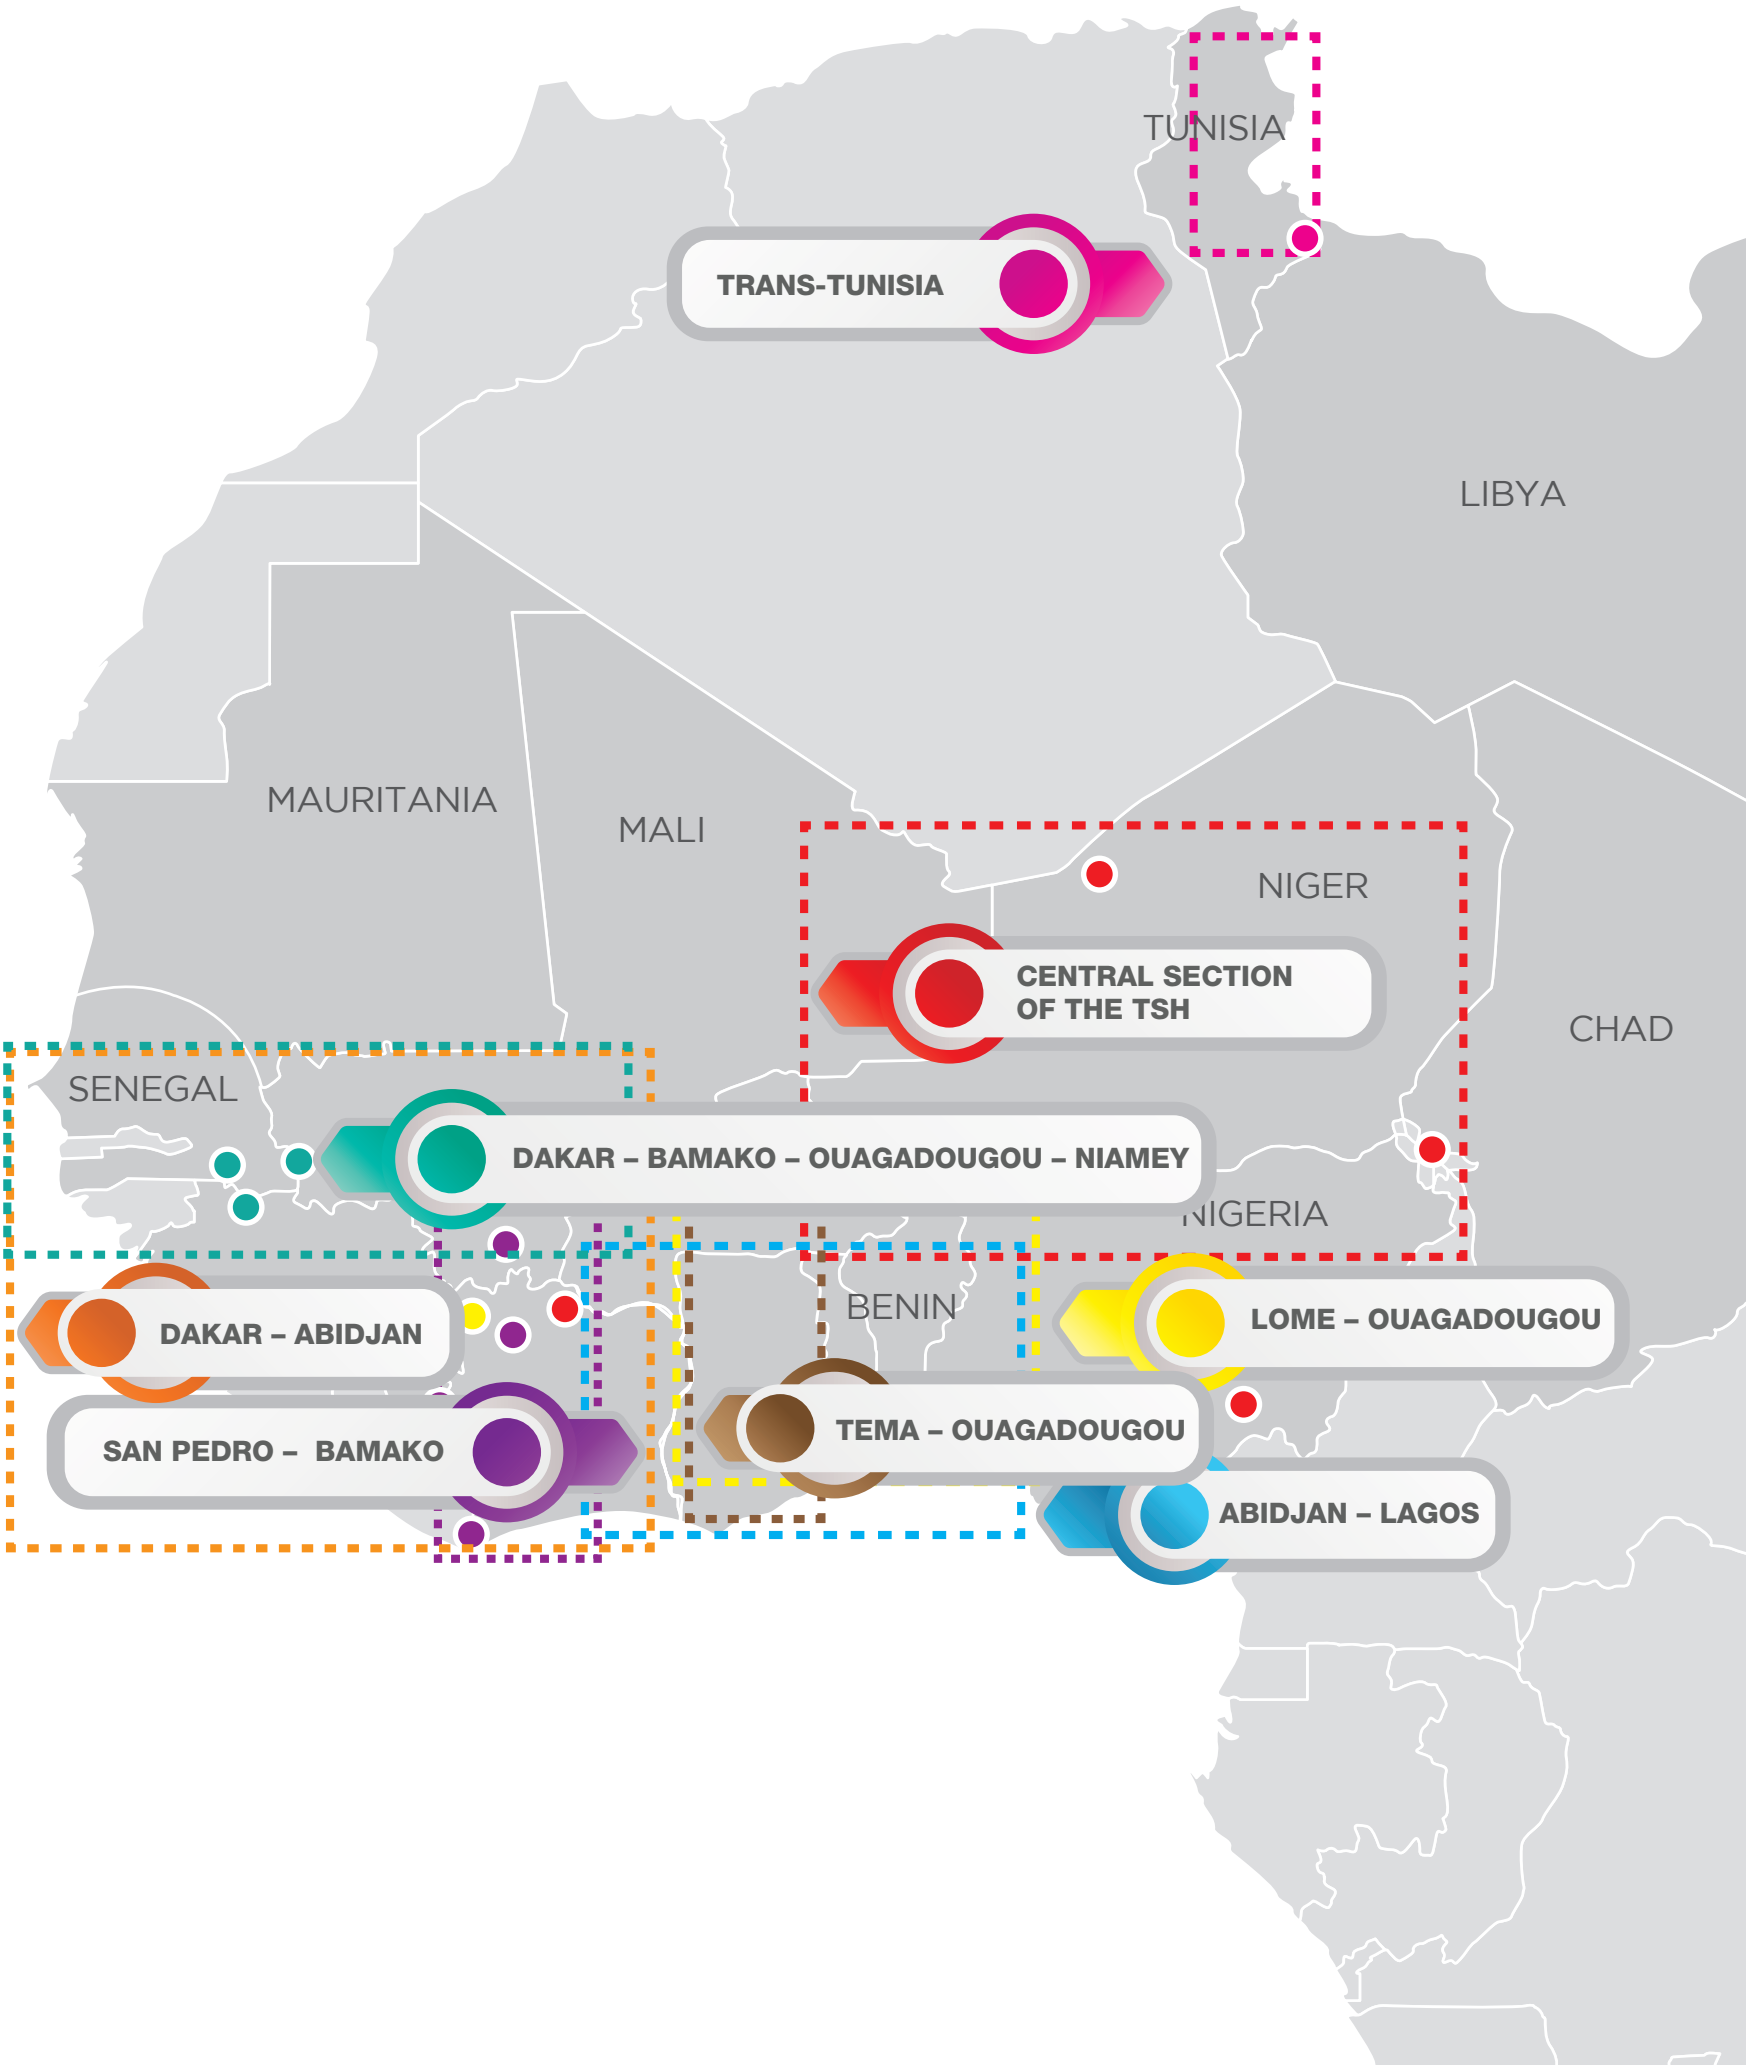 TUNISIA
TRANS-TUNISIA
LIBYA
MAURITANIA
MALI
NIGER
CENTRAL SECTION
OF THE TSH
CHAD
SENEGAL
DAKAR – BAMAKO – OUAGADOUGOU – NIAMEY
NIGERIA
BENIN
LOME – OUAGADOUGOU
DAKAR – ABIDJAN
TEMA – OUAGADOUGOU
SAN PEDRO – BAMAKO
ABIDJAN – LAGOS